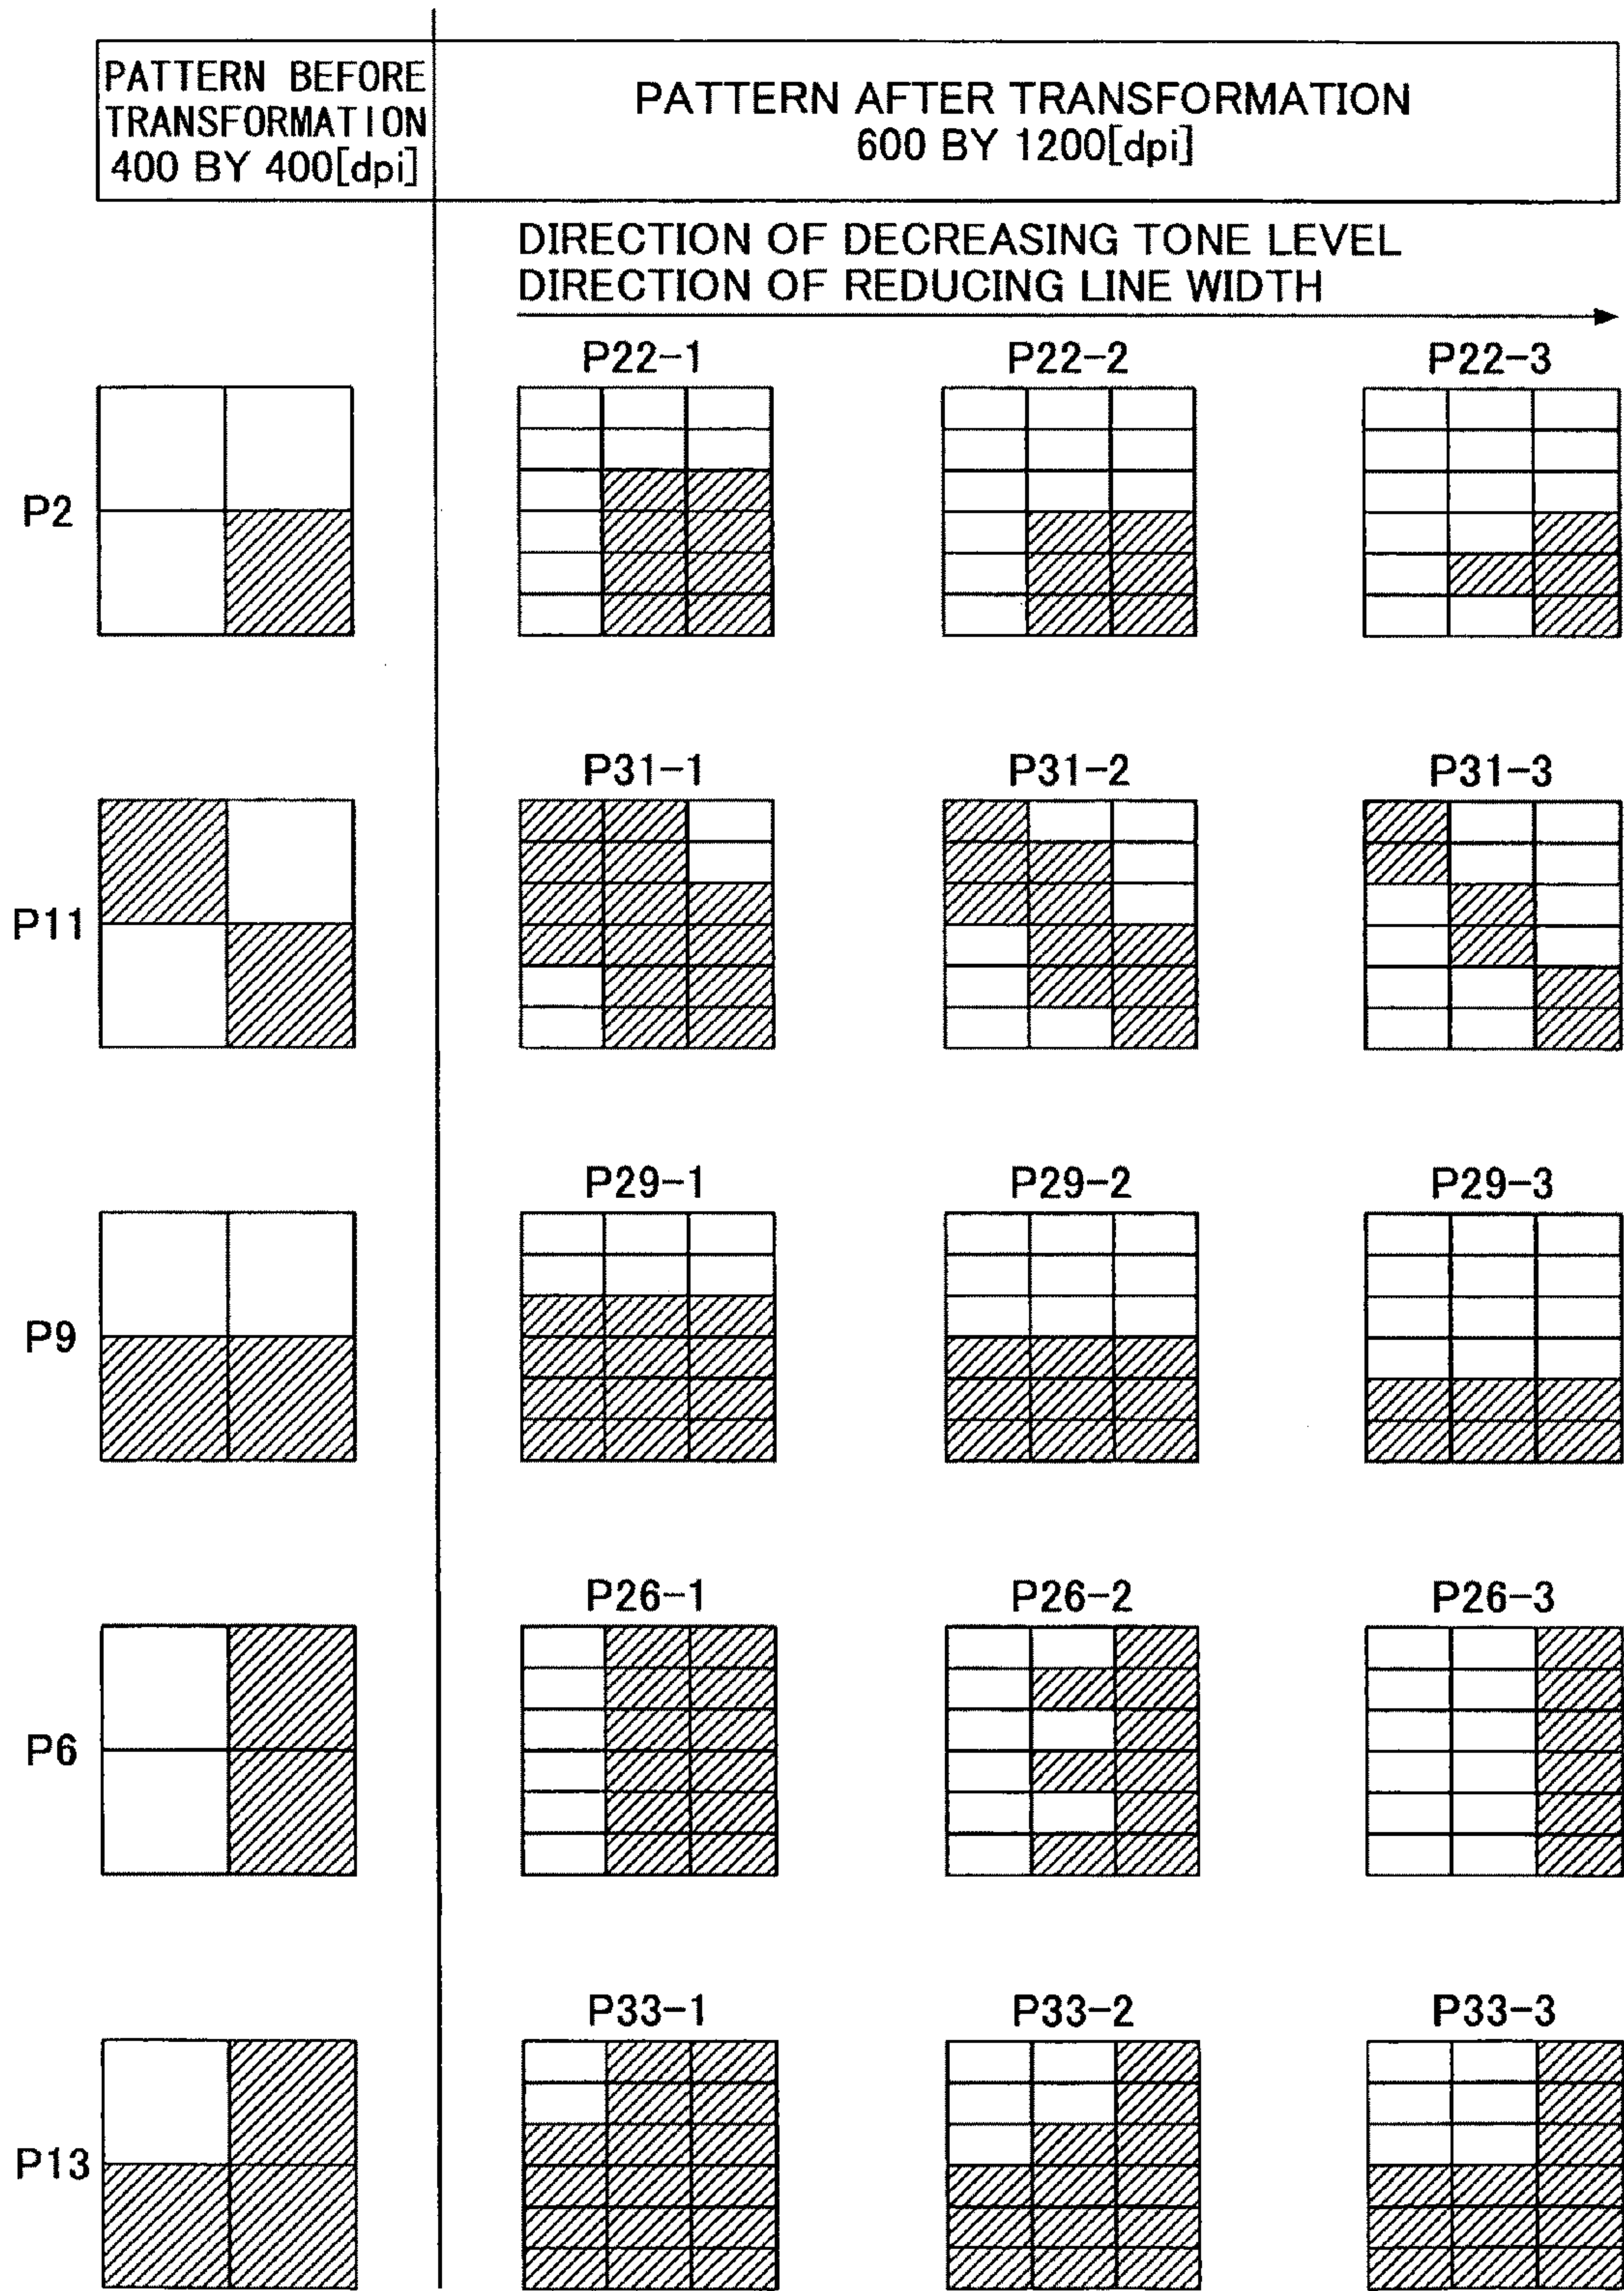 PATTERN BEFORE
TRANSFORMATION
400 BY 400[dpi]
PATTERN AFTER TRANSFORMATION
600 BY 1200[dpi]
DIRECTION OF DECREASING TONE LEVEL
DIRECTION OF REDUCING LINE WIDTH
P22-1 P22-2 P22-3
P2
P31-1 P31-2 P31-3
P11
P29-1 P29-2 P29-3
P9
P26-1 P26-2 P26-3
P6
P33-1 P33-2 P33-3
P13